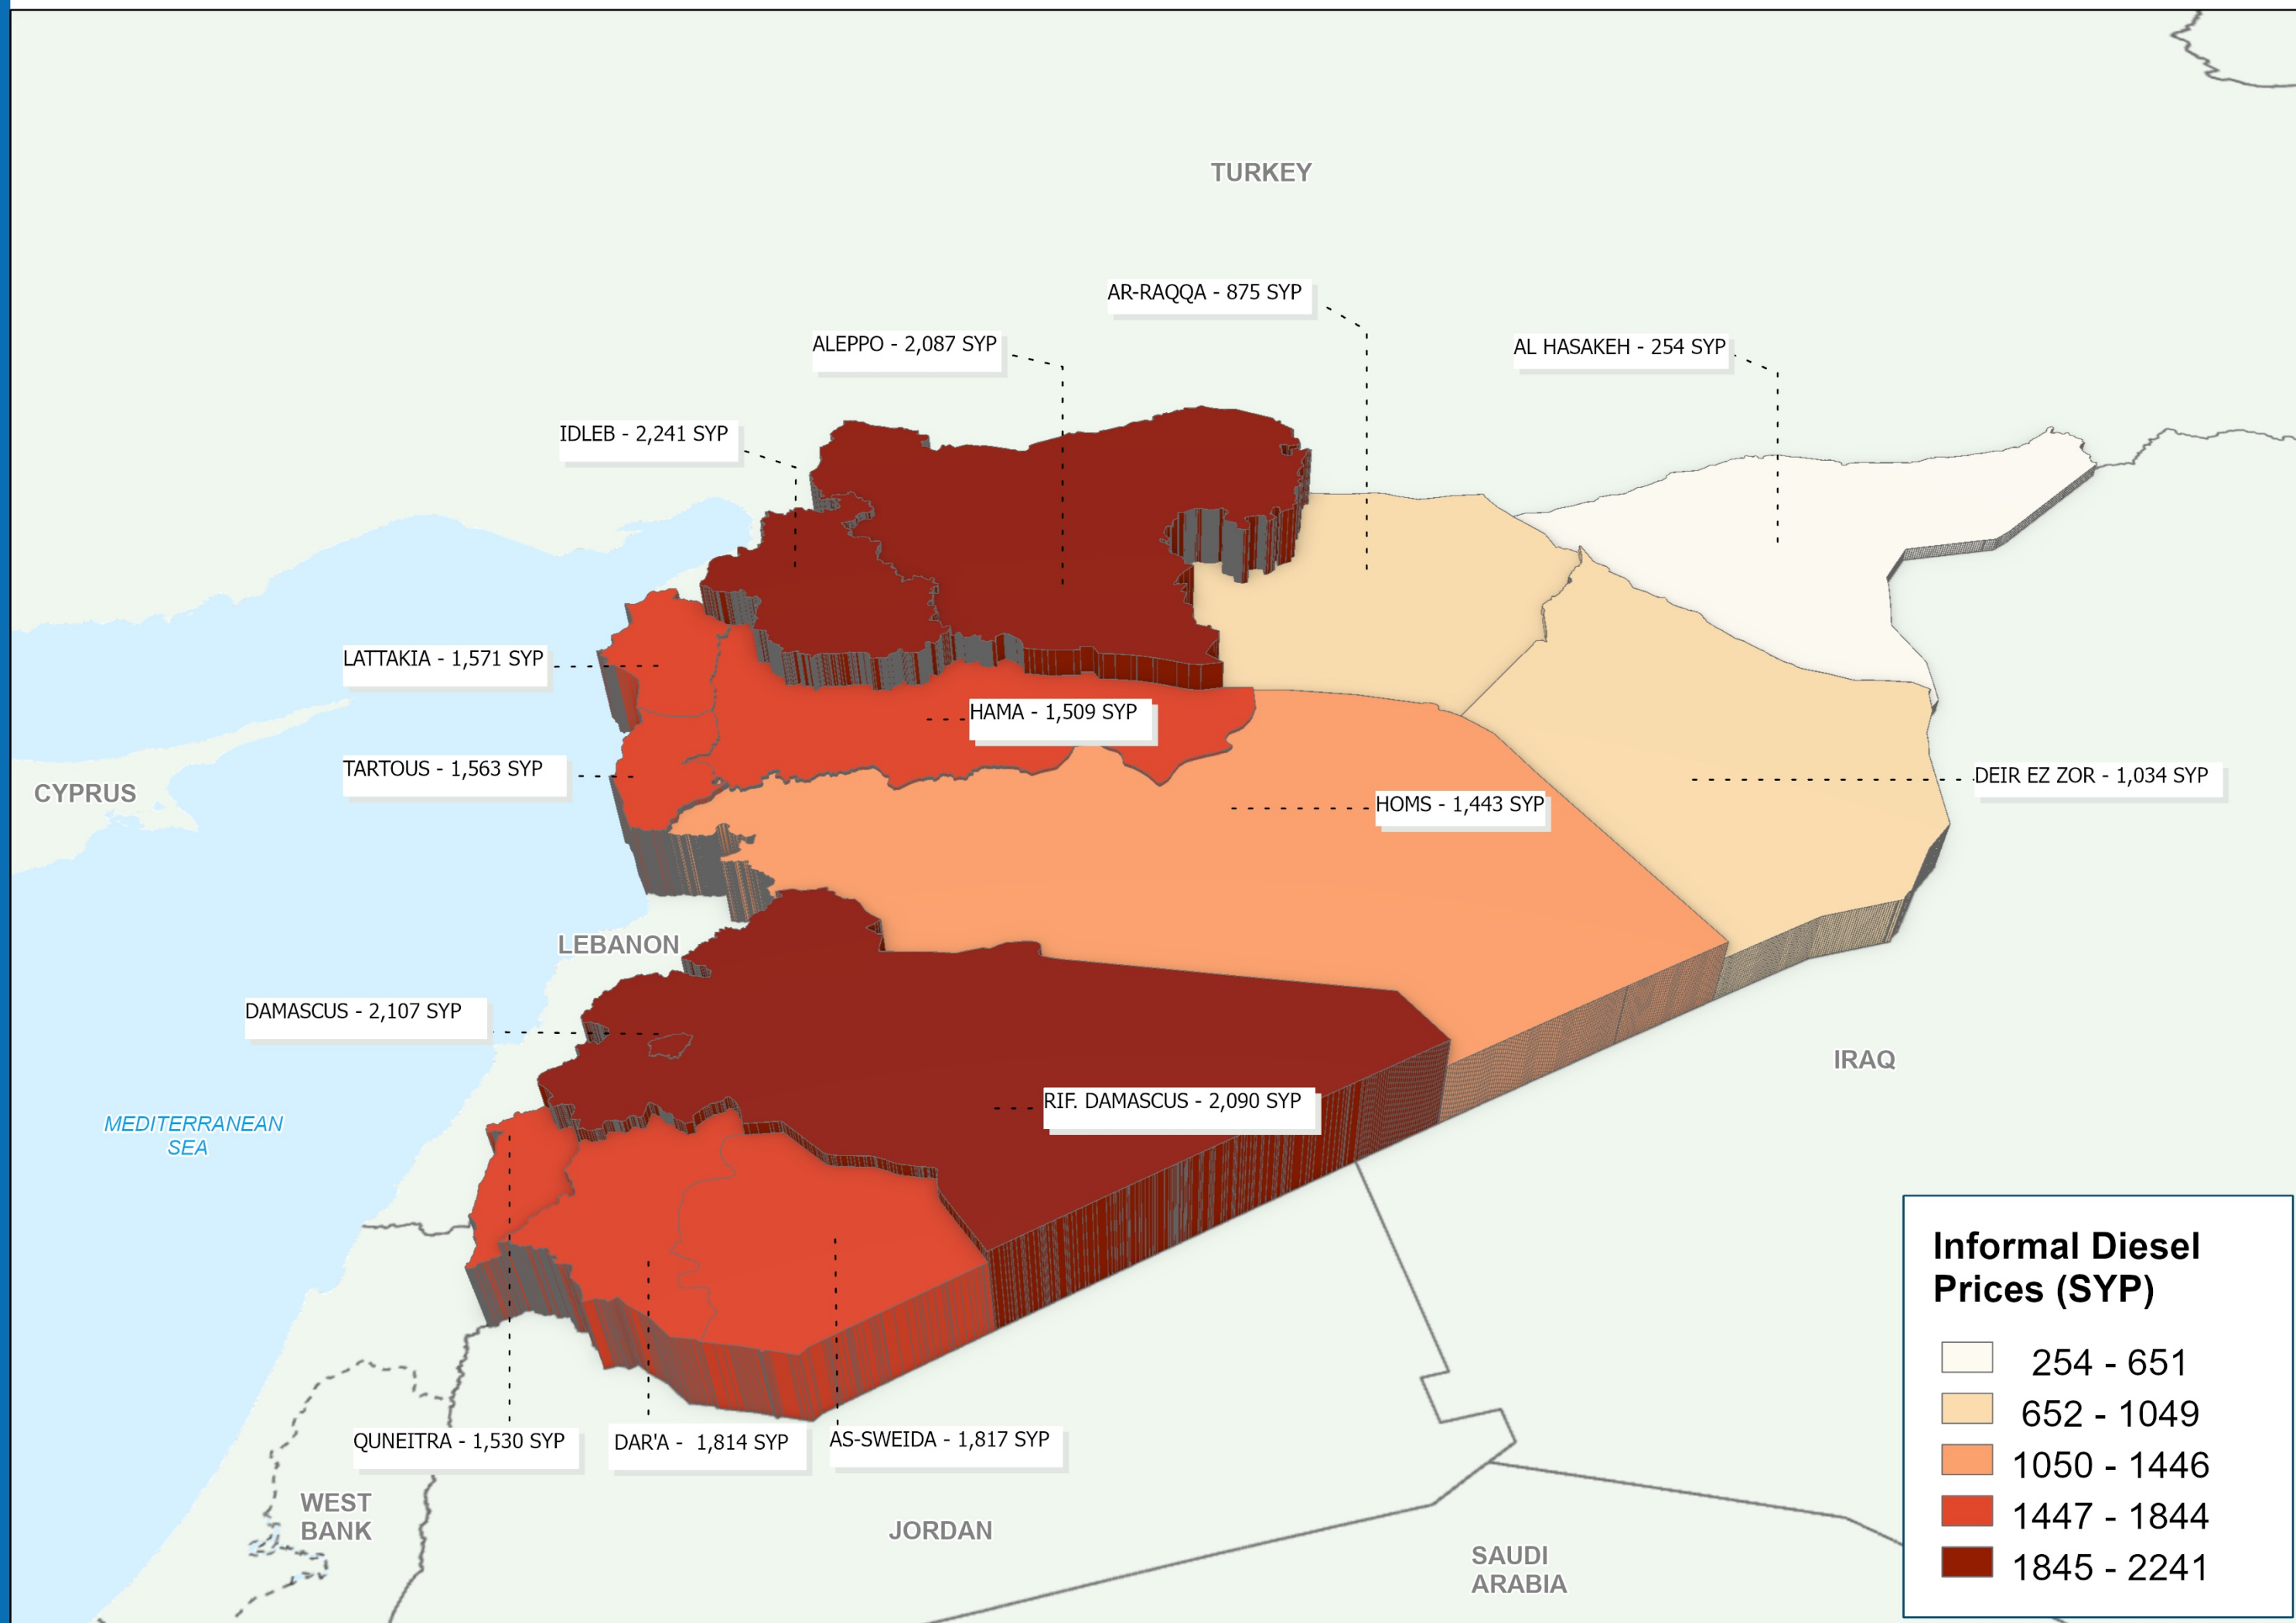 TURKEY
AR-RAQQA - 875 SYP
ALEPPO - 2,087 SYP
AL HASAKEH - 254 SYP
IDLEB - 2,241 SYP
LATTAKIA - 1,571 SYP
HAMA - 1,509 SYP
TARTOUS - 1,563 SYP
DEIR EZ ZOR - 1,034 SYP
CYPRUS
HOMS - 1,443 SYP
LEBANON
DAMASCUS - 2,107 SYP
IRAQ
RIF. DAMASCUS - 2,090 SYP
MEDITERRANEAN
SEA
QUNEITRA - 1,530 SYP
DAR'A - 1,814 SYP
AS-SWEIDA - 1,817 SYP
WEST
BANK
JORDAN
SAUDI
ARABIA
Informal Diesel
Prices (SYP)
254 - 651
652 - 1049
1050 - 1446
1447 - 1844
1845 - 2241